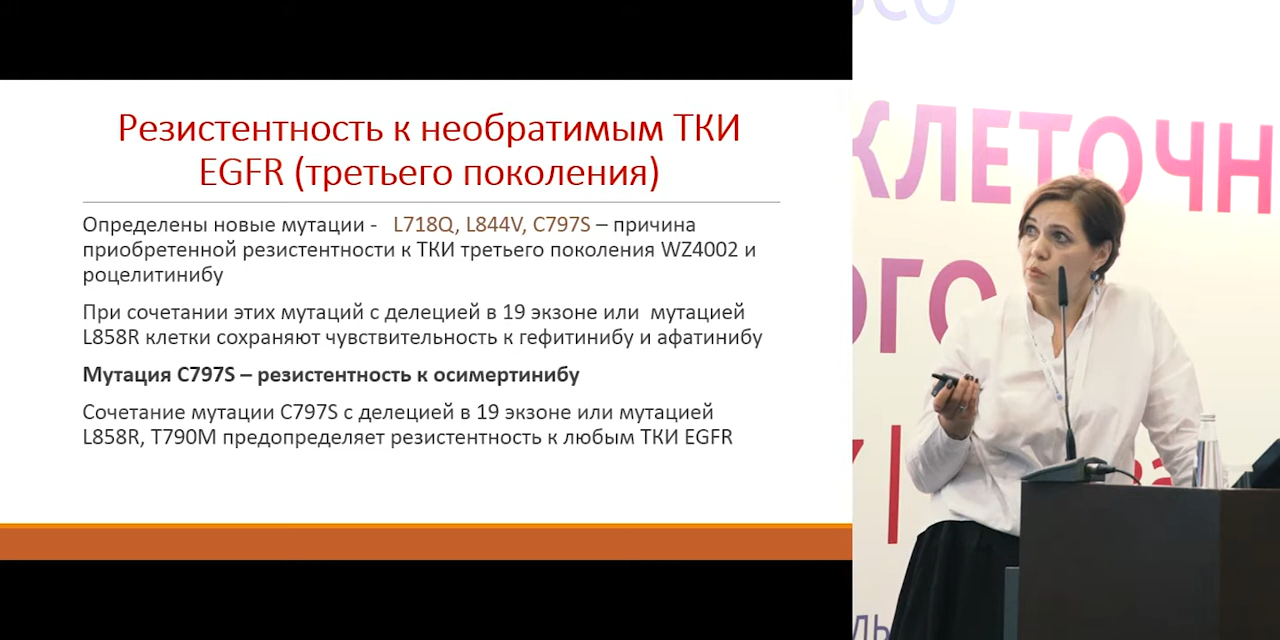 Резистентность к необратимым ТКИ
EGFR (третьего поколения)
Определены новые мутации - L718Q, L844V, C797S – причина
приобретенной резистентности к ТКИ третьего поколения WZ4002 и
роцелитинибу
При сочетании этих мутаций с делецией в 19 экзоне или мутацией
L858R клетки сохраняют чувствительность к гефитинибу и афатинибу
Мутация C797S – резистентность к осимертинибу
Сочетание мутации C797S с делецией в 19 экзоне или мутацией
L858R, T790M предопределяет резистентность к любым ТКИ EGFR
КЛЕТОЧН
ОГО